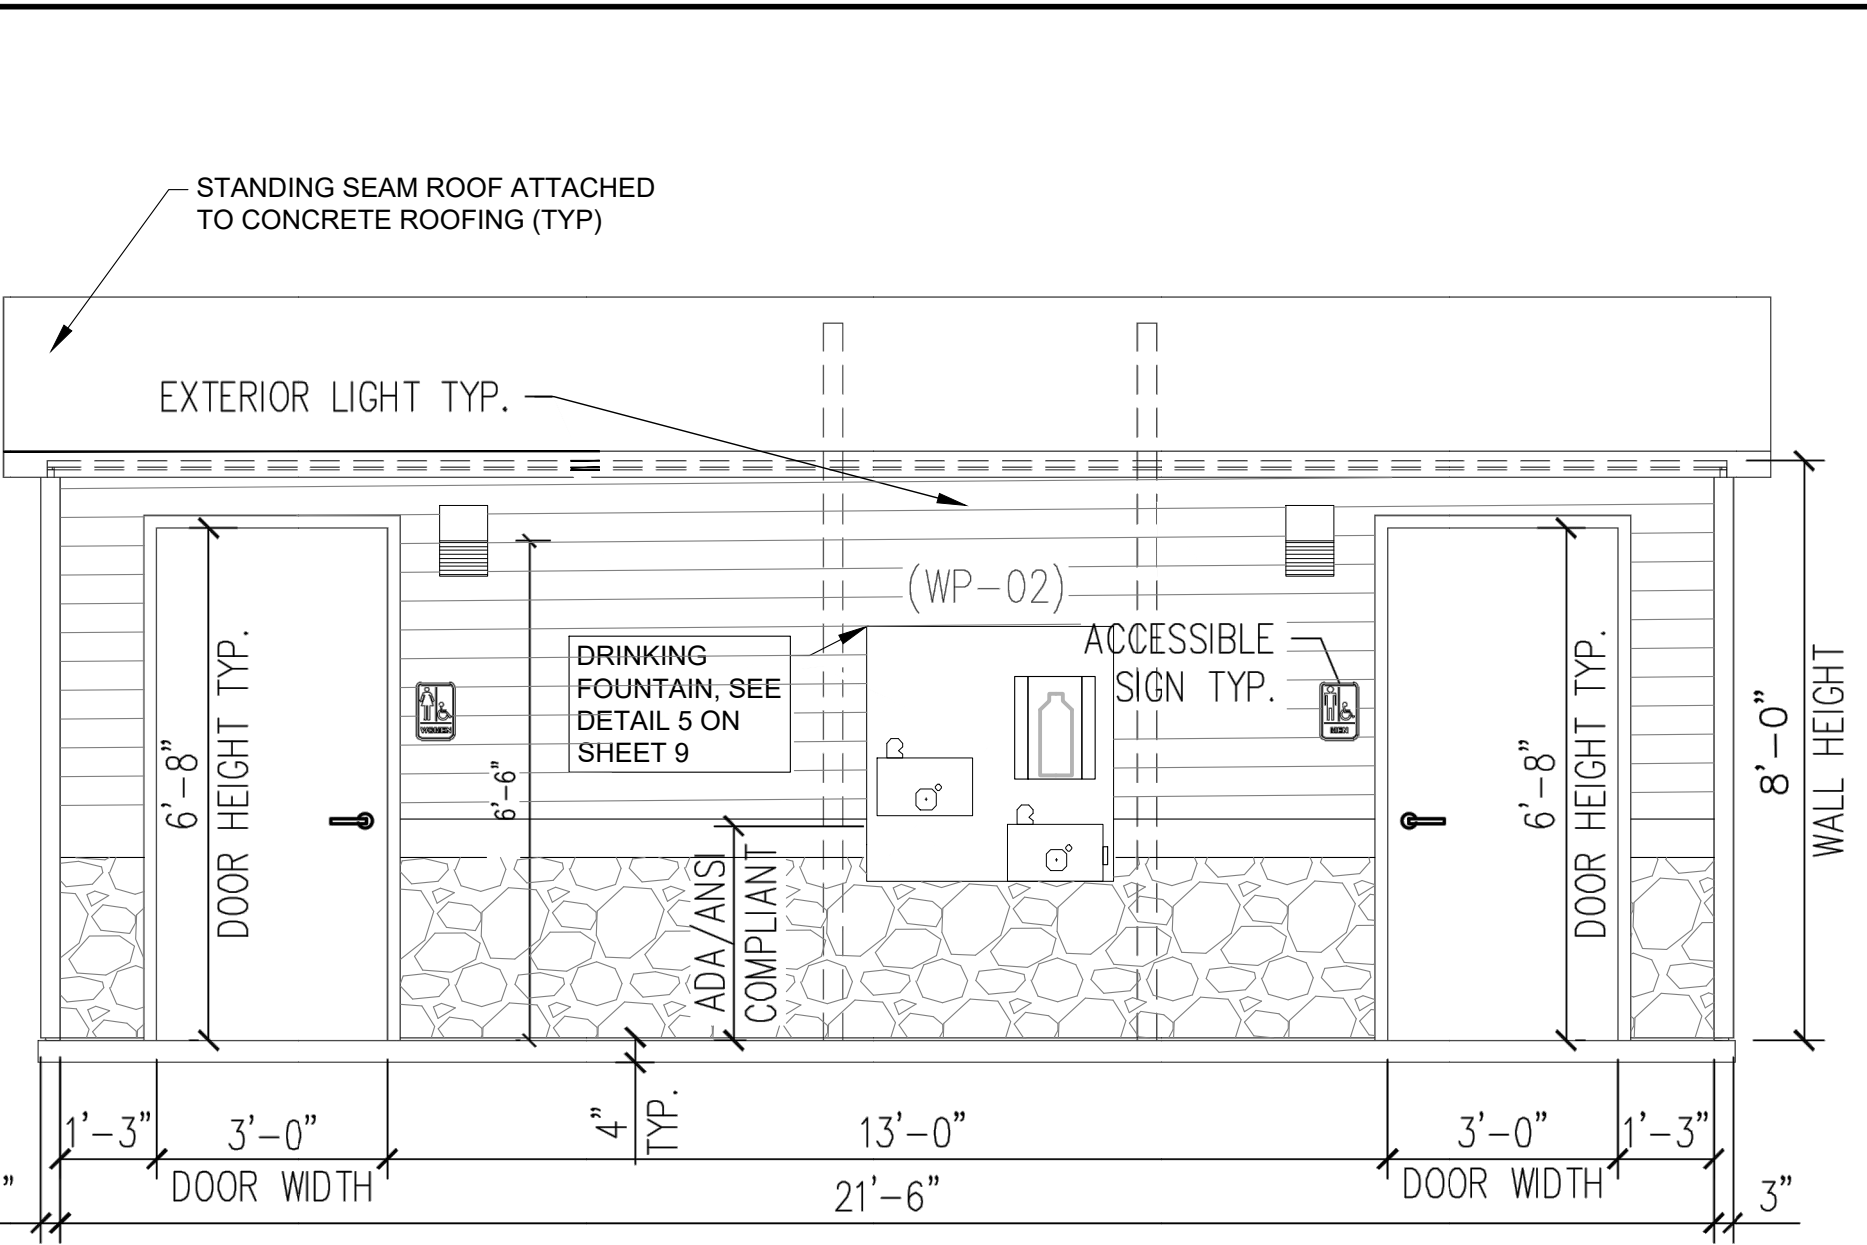 STANDING SEAM ROOF ATTACHED
TO CONCRETE ROOFING (TYP)
EXTERIOR LIGHT TYP.
(WP-02)
DRINKING
FOUNTAIN, SEE
DETAIL 5 ON
SHEET 9
ACCESSIBLE
SIGN TYP.
WOMEN
MEN
6'-8"
DOOR HEIGHT TYP.
6'-6"
ADA/ANSI
COMPLIANT
6'-8"
DOOR HEIGHT TYP.
8'-0"
WALL HEIGHT
1'-3"
3'-0"
DOOR WIDTH
4"
TYP.
13'-0"
3'-0"
DOOR WIDTH
1'-3"
"
21'-6"
3"